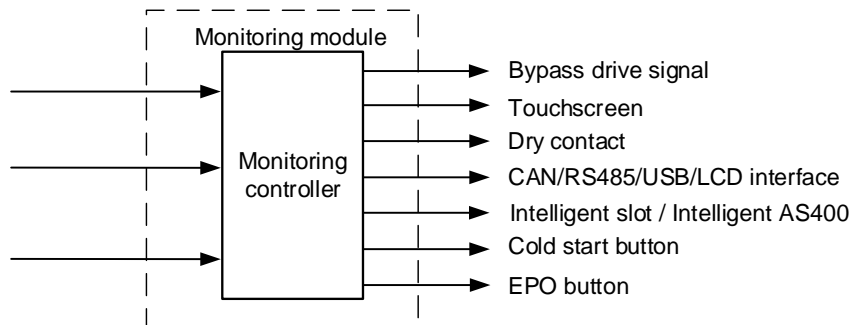 Monitoring module
Monitoring
controller
Bypass drive signal
Touchscreen
Dry contact
CAN/RS485/USB/LCD interface
Intelligent slot / Intelligent AS400
Cold start button
EPO button